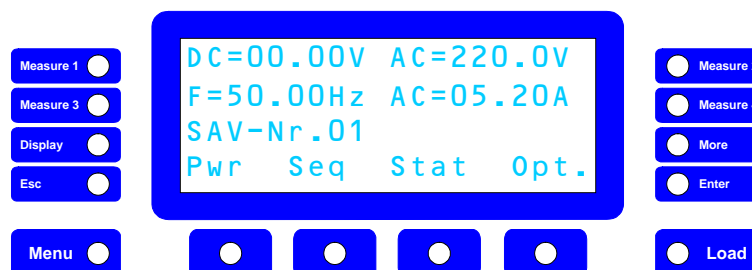 Measure 1
Measure 3
Display
Esc
Menu
DC=00.00V AC=220.0V
F=50.00Hz AC=05.20A
SAV-Nr.01
Pwr Seq Stat Opt.
Measure
Measure
More
Enter
Load